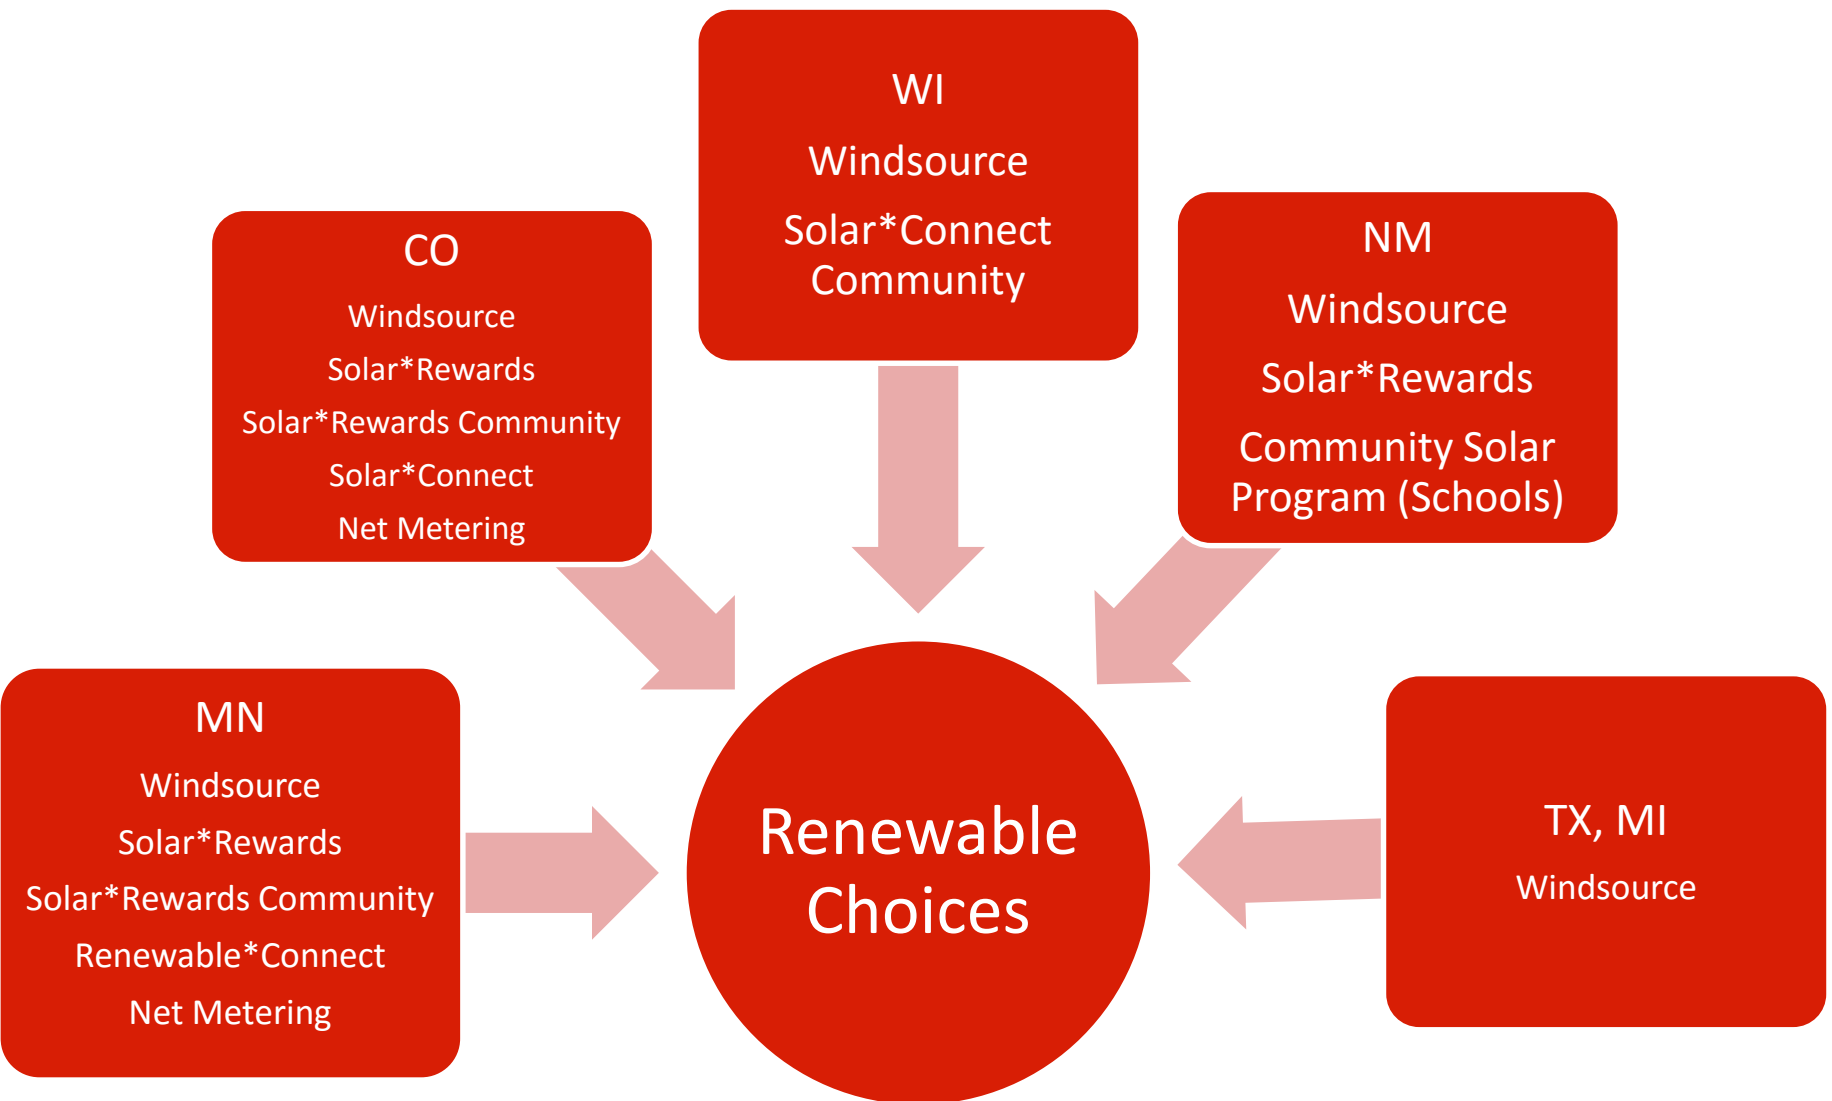 WI
Windsource
Solar*Connect
Community
CO
Windsource
Solar*Rewards
Solar*Rewards Community
Solar*Connect
Net Metering
NM
Windsource
Solar*Rewards
Community Solar
Program (Schools)
MN
Windsource
Solar*Rewards
Solar*Rewards Community
Renewable*Connect
Net Metering
Renewable
Choices
TX, MI
Windsource